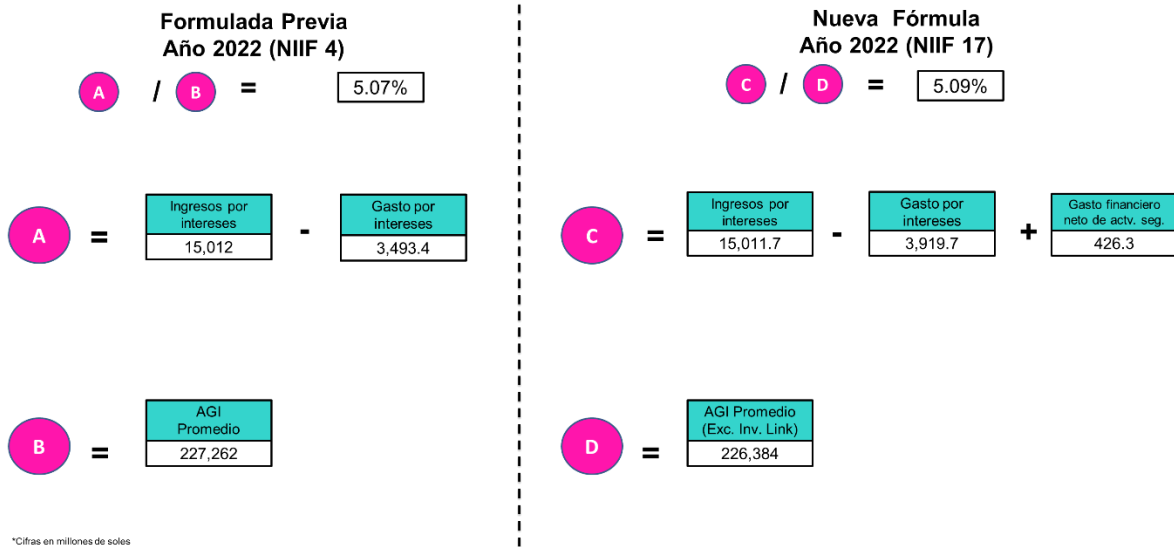 Formulada Previa
Año 2022 (NIIF 4)
A / B = 5.07%
A = Ingresos por intereses 15,012 - Gasto por intereses 3,493.4
B = AGI Promedio 227,262
*Cifras en millones de soles
Nueva Fórmula
Año 2022 (NIIF 17)
C / D = 5.09%
C = Ingresos por intereses 15,011.7 - Gasto por intereses 3,919.7 + Gasto financiero neto de actv. seg. 426.3
D = AGI Promedio (Exc. Inv. Link) 226,384